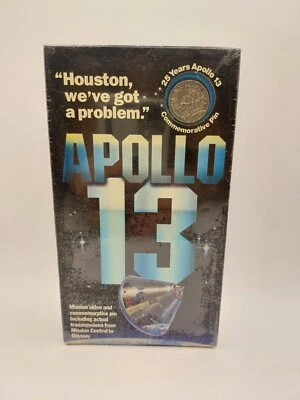 "Houston,
we've got
a problem."
25 Years Apollo 13
Commemorative Pin
APOLLO
13
Mission video and
commemorative pin
including actual
transmissions from
Mission Control to
Odyssey